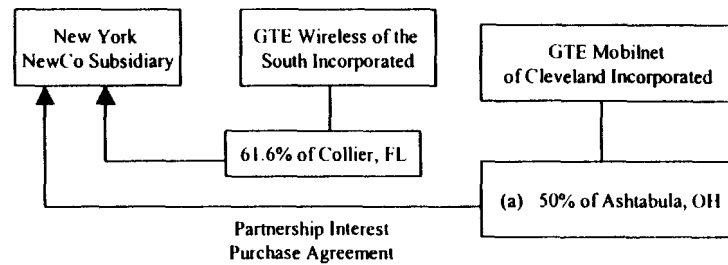 New York
NewCo Subsidiary
GTE Wireless of the
South Incorporated
GTE Mobilnet
of Cleveland Incorporated
61.6% of Collier, FL
(a) 50% of Ashtabula, OH
Partnership Interest
Purchase Agreement